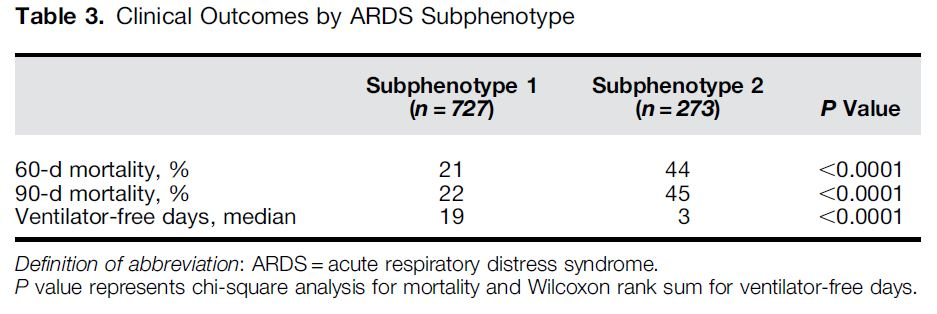 Table 3. Clinical Outcomes by ARDS Subphenotype
Subphenotype 1 (n = 727) Subphenotype 2 (n = 273) P Value
60-d mortality, % 21 44 <0.0001
90-d mortality, % 22 45 <0.0001
Ventilator-free days, median 19 3 <0.0001
Definition of abbreviation: ARDS = acute respiratory distress syndrome.
P value represents chi-square analysis for mortality and Wilcoxon rank sum for ventilator-free days.